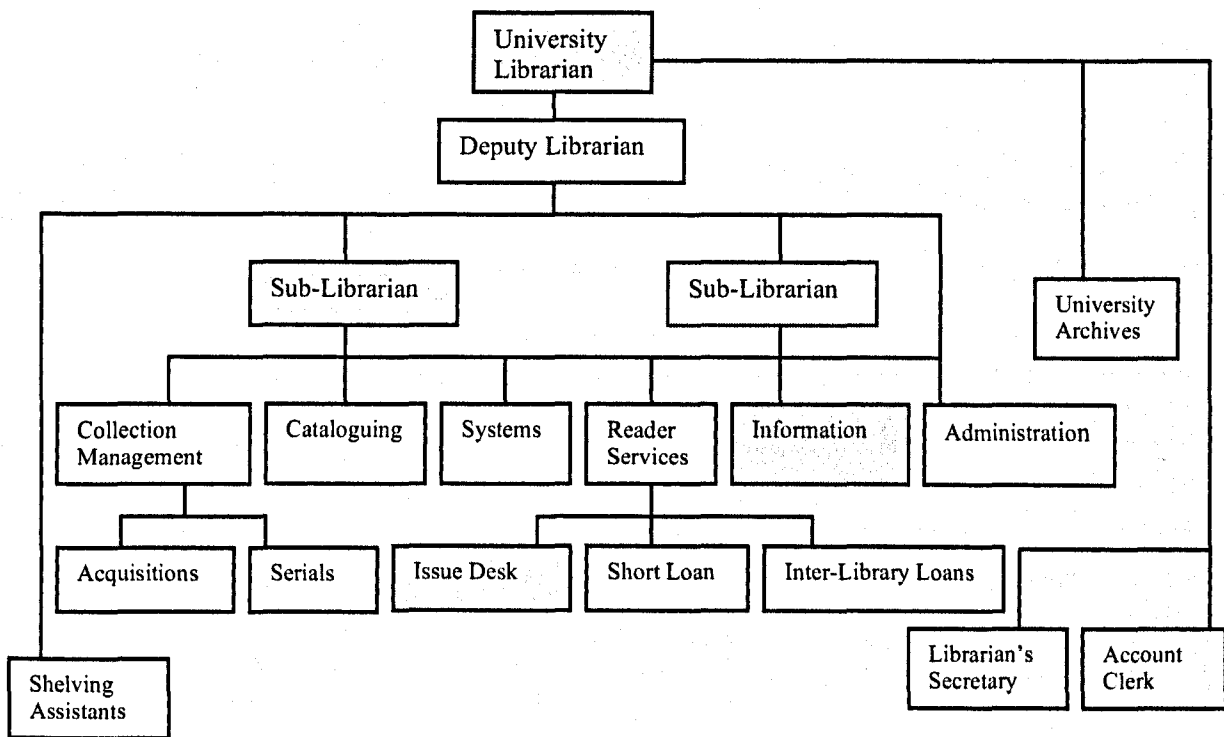 University
Librarian
Deputy Librarian
Sub-Librarian
Sub-Librarian
University
Archives
Collection
Management
Cataloguing
Systems
Reader
Services
Information
Administration
Acquisitions
Serials
Issue Desk
Short Loan
Inter-Library Loans
Librarian's
Secretary
Account
Clerk
Shelving
Assistants